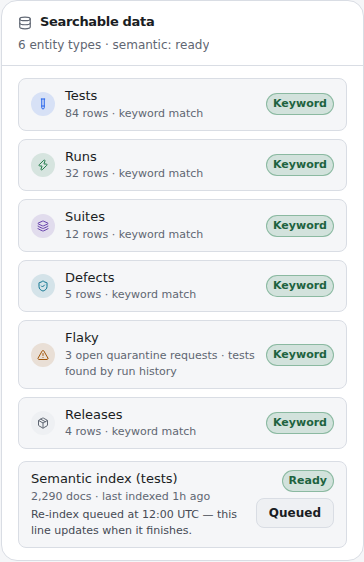 Searchable data
6 entity types · semantic: ready
Tests
84 rows · keyword match
Keyword
Runs
32 rows · keyword match
Keyword
Suites
12 rows · keyword match
Keyword
Defects
5 rows · keyword match
Keyword
Flaky
3 open quarantine requests · tests
found by run history
Keyword
Releases
4 rows · keyword match
Keyword
Semantic index (tests)
Ready
2,290 docs · last indexed 1h ago
Re-index queued at 12:00 UTC — this
line updates when it finishes.
Queued